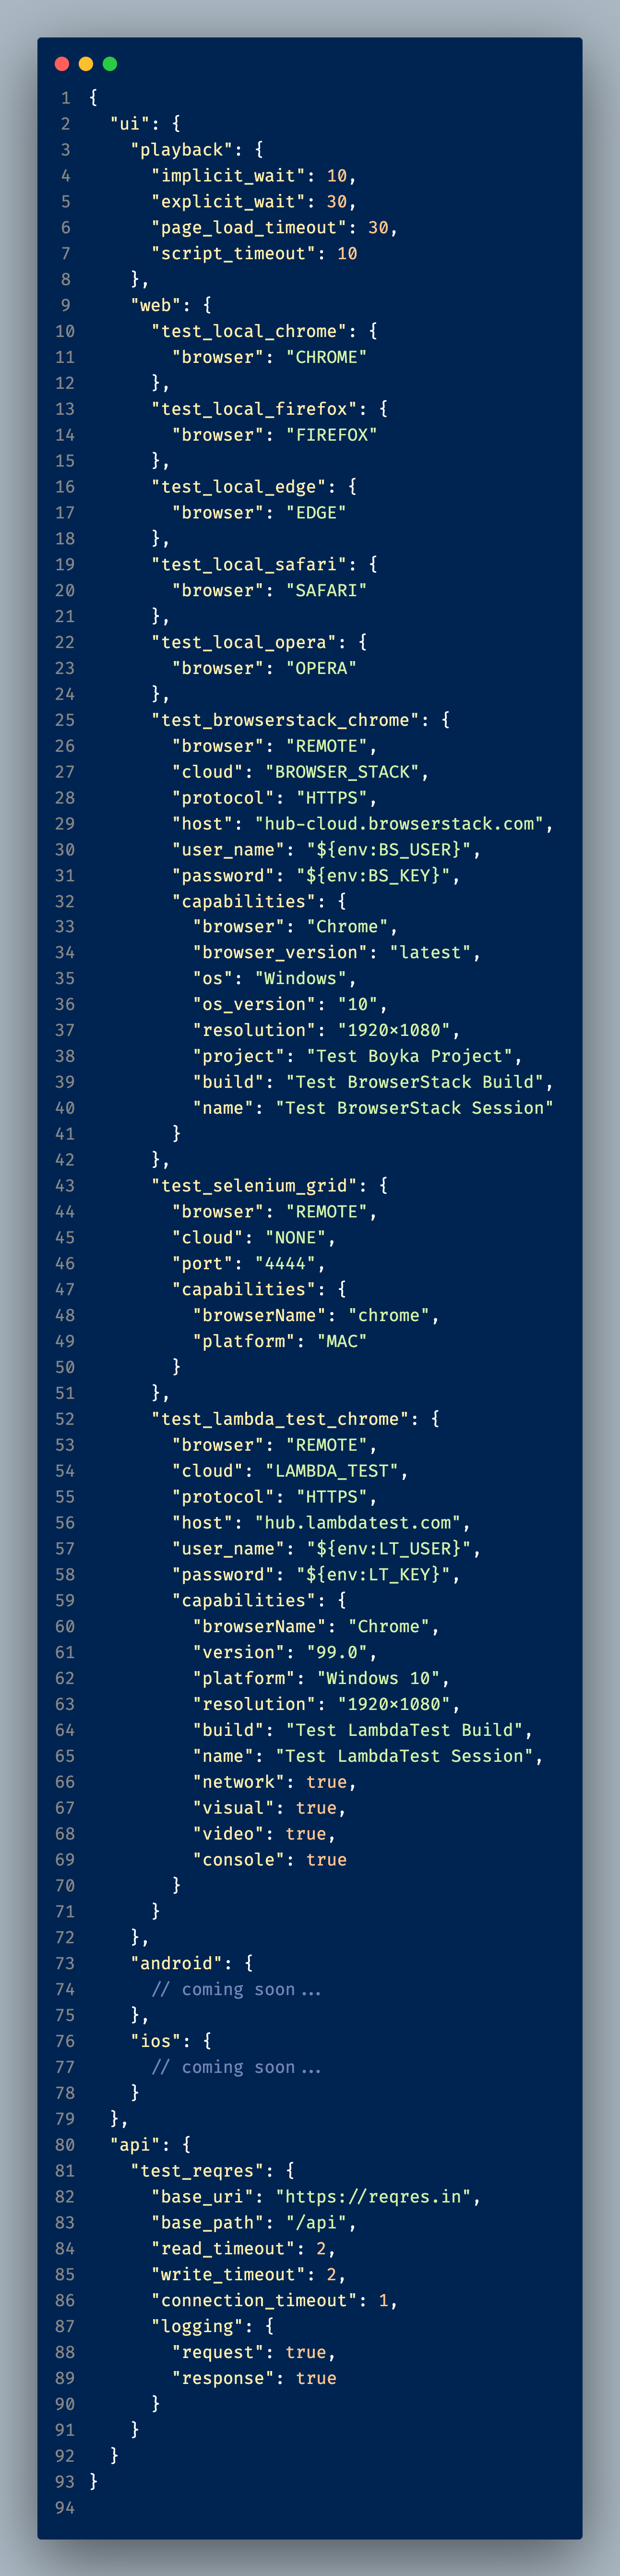 1 {
2   "ui": {
3     "playback": {
4       "implicit_wait": 10,
5       "explicit_wait": 30,
6       "page_load_timeout": 30,
7       "script_timeout": 10
8     },
9     "web": {
10       "test_local_chrome": {
11         "browser": "CHROME"
12       },
13       "test_local_firefox": {
14         "browser": "FIREFOX"
15       },
16       "test_local_edge": {
17         "browser": "EDGE"
18       },
19       "test_local_safari": {
20         "browser": "SAFARI"
21       },
22       "test_local_opera": {
23         "browser": "OPERA"
24       },
25       "test_browserstack_chrome": {
26         "browser": "REMOTE",
27         "cloud": "BROWSER_STACK",
28         "protocol": "HTTPS",
29         "host": "hub-cloud.browserstack.com",
30         "user_name": "${env:BS_USER}",
31         "password": "${env:BS_KEY}",
32         "capabilities": {
33           "browser": "Chrome",
34           "browser_version": "latest",
35           "os": "Windows",
36           "os_version": "10",
37           "resolution": "1920×1080",
38           "project": "Test Boyka Project",
39           "build": "Test BrowserStack Build",
40           "name": "Test BrowserStack Session"
41         }
42       },
43       "test_selenium_grid": {
44         "browser": "REMOTE",
45         "cloud": "NONE",
46         "port": "4444",
47         "capabilities": {
48           "browserName": "chrome",
49           "platform": "MAC"
50         }
51       },
52       "test_lambda_test_chrome": {
53         "browser": "REMOTE",
54         "cloud": "LAMBDA_TEST",
55         "protocol": "HTTPS",
56         "host": "hub.lambdatest.com",
57         "user_name": "${env:LT_USER}",
58         "password": "${env:LT_KEY}",
59         "capabilities": {
60           "browserName": "Chrome",
61           "version": "99.0",
62           "platform": "Windows 10",
63           "resolution": "1920×1080",
64           "build": "Test LambdaTest Build",
65           "name": "Test LambdaTest Session",
66           "network": true,
67           "visual": true,
68           "video": true,
69           "console": true
70         }
71       }
72     },
73     "android": {
74       // coming soon...
75     },
76     "ios": {
77       // coming soon...
78     }
79   },
80   "api": {
81     "test_reqres": {
82       "base_uri": "https://reqres.in",
83       "base_path": "/api",
84       "read_timeout": 2,
85       "write_timeout": 2,
86       "connection_timeout": 1,
87       "logging": {
88         "request": true,
89         "response": true
90       }
91     }
92   }
93 }
94